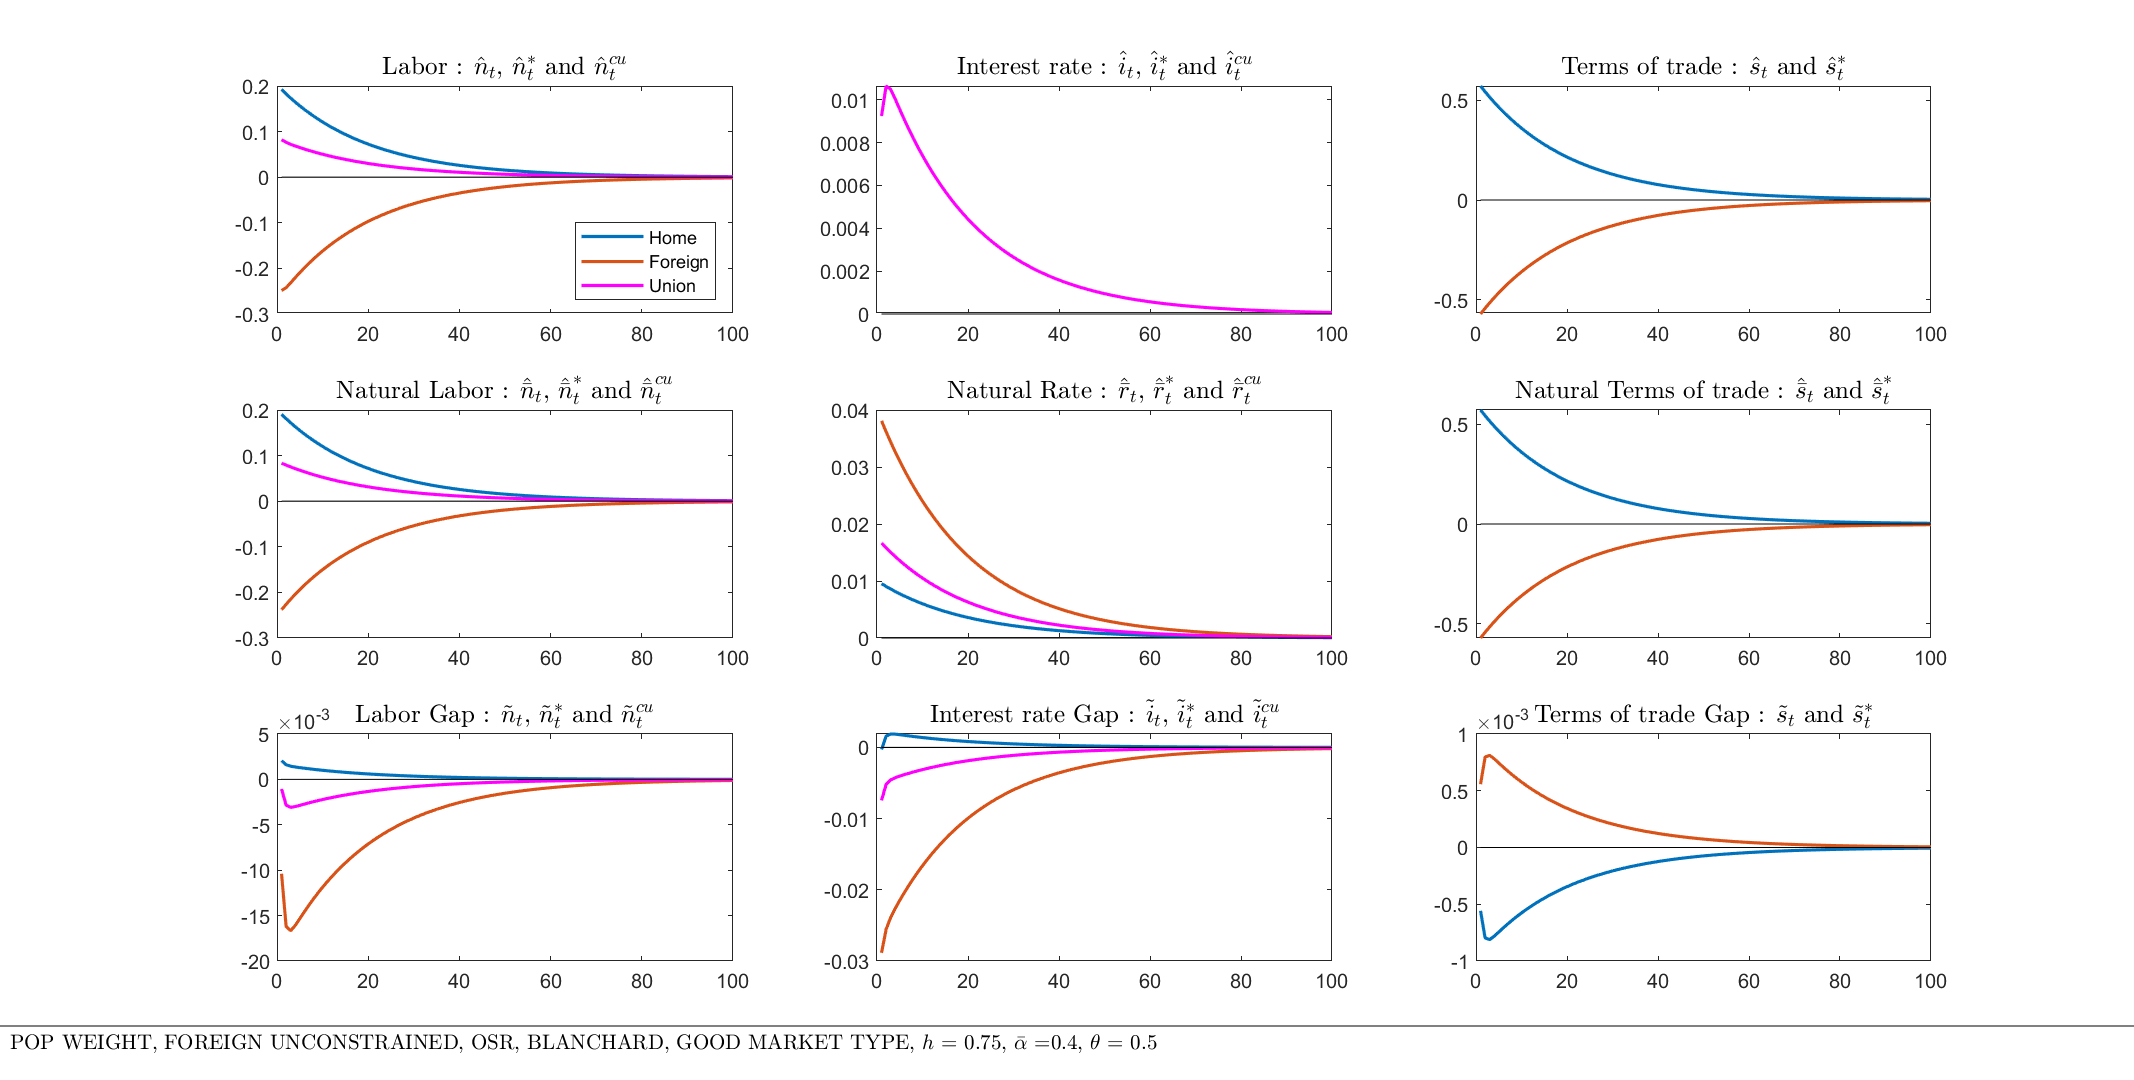 Labor : n̂ₜ, n̂ₜ* and n̂ₜᶜᵘ
0.2
0.1
0
-0.1
-0.2
-0.3
0 20 40 60 80 100
Home
Foreign
Union
Interest rate : îₜ, îₜ* and îₜᶜᵘ
0.01
0.008
0.006
0.004
0.002
0
0 20 40 60 80 100
Terms of trade : ŝₜ and ŝₜ*
0.5
0
-0.5
0 20 40 60 80 100
Natural Labor : n̄̂ₜ, n̄̂ₜ* and n̄̂ₜᶜᵘ
0.2
0.1
0
-0.1
-0.2
-0.3
0 20 40 60 80 100
Natural Rate : r̄̂ₜ, r̄̂ₜ* and r̄̂ₜᶜᵘ
0.04
0.03
0.02
0.01
0
0 20 40 60 80 100
Natural Terms of trade : s̄̂ₜ and s̄̂ₜ*
0.5
0
-0.5
0 20 40 60 80 100
Labor Gap : ñₜ, ñₜ* and ñₜᶜᵘ
×10⁻³
5
0
-5
-10
-15
-20
0 20 40 60 80 100
Interest rate Gap : ĩₜ, ĩₜ* and ĩₜᶜᵘ
0
-0.01
-0.02
-0.03
0 20 40 60 80 100
×10⁻³ Terms of trade Gap : s̃ₜ and s̃ₜ*
1
0.5
0
-0.5
-1
0 20 40 60 80 100
POP WEIGHT, FOREIGN UNCONSTRAINED, OSR, BLANCHARD, GOOD MARKET TYPE, h = 0.75, ᾱ =0.4, θ = 0.5